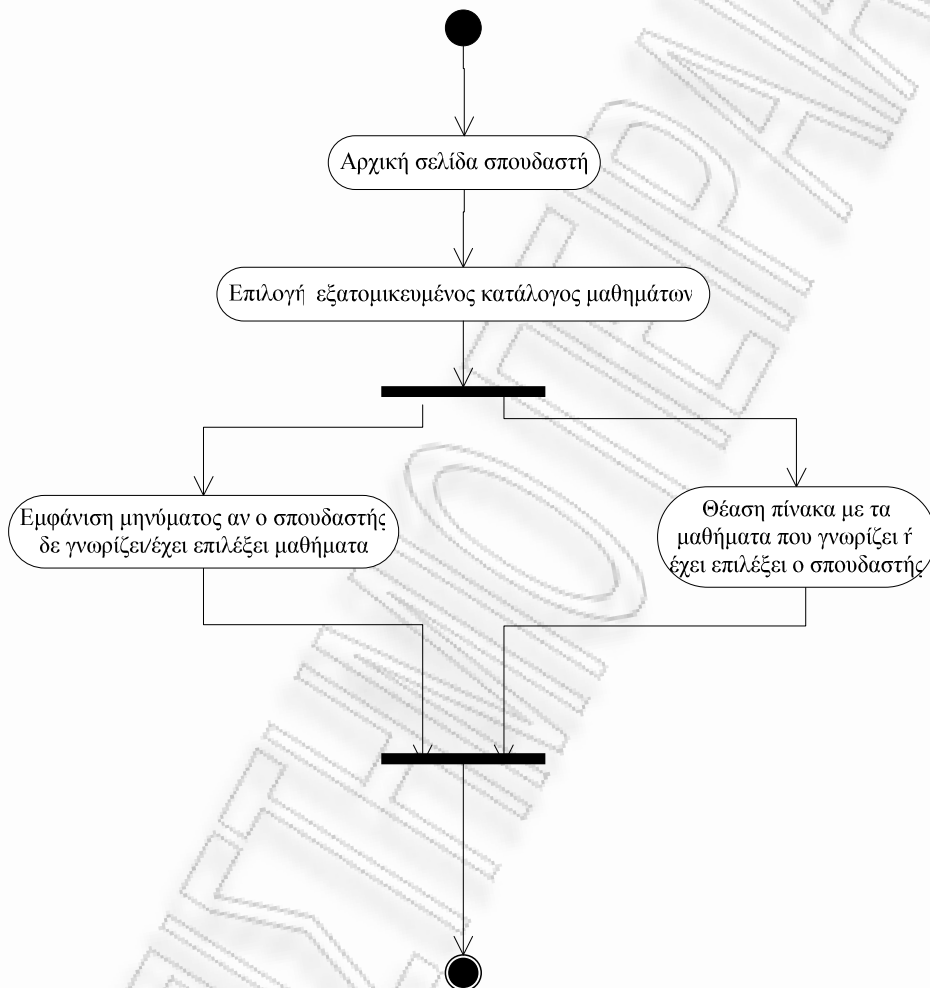 Αρχική σελίδα σπουδαστή
Επιλογή εξατομικευμένος κατάλογος μαθημάτων
Εμφάνιση μηνύματος αν ο σπουδαστής
δε γνωρίζει/έχει επιλέξει μαθήματα
Θέαση πίνακα με τα
μαθήματα που γνωρίζει ή
έχει επιλέξει ο σπουδαστής